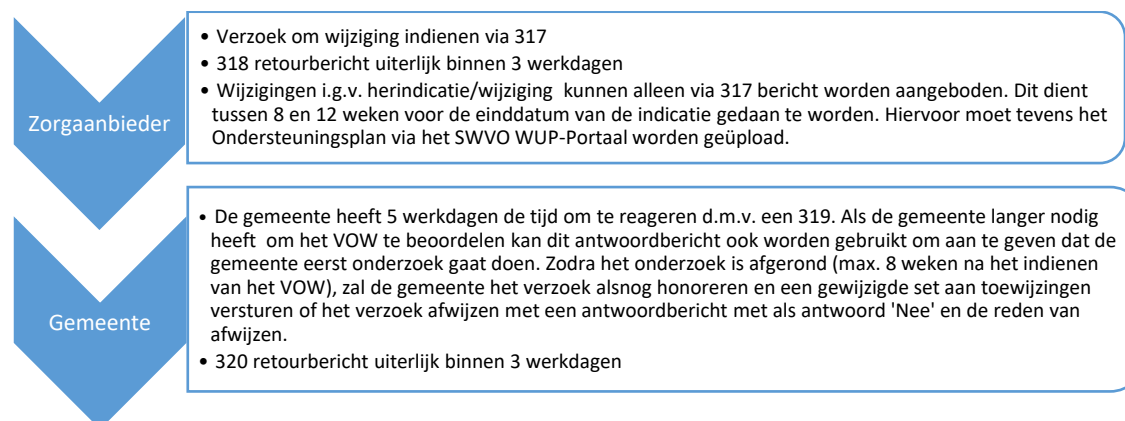 Zorgaanbieder
• Verzoek om wijziging indienen via 317
• 318 retourbericht uiterlijk binnen 3 werkdagen
• Wijzigingen i.g.v. herindicatie/wijziging kunnen alleen via 317 bericht worden aangeboden. Dit dient
tussen 8 en 12 weken voor de einddatum van de indicatie gedaan te worden. Hiervoor moet tevens het
Ondersteuningsplan via het SWVO WUP-Portaal worden geüpload.
Gemeente
• De gemeente heeft 5 werkdagen de tijd om te reageren d.m.v. een 319. Als de gemeente langer nodig
heeft om het VOW te beoordelen kan dit antwoordbericht ook worden gebruikt om aan te geven dat de
gemeente eerst onderzoek gaat doen. Zodra het onderzoek is afgerond (max. 8 weken na het indienen
van het VOW), zal de gemeente het verzoek alsnog honoreren en een gewijzigde set aan toewijzingen
versturen of het verzoek afwijzen met een antwoordbericht met als antwoord 'Nee' en de reden van
afwijzen.
• 320 retourbericht uiterlijk binnen 3 werkdagen